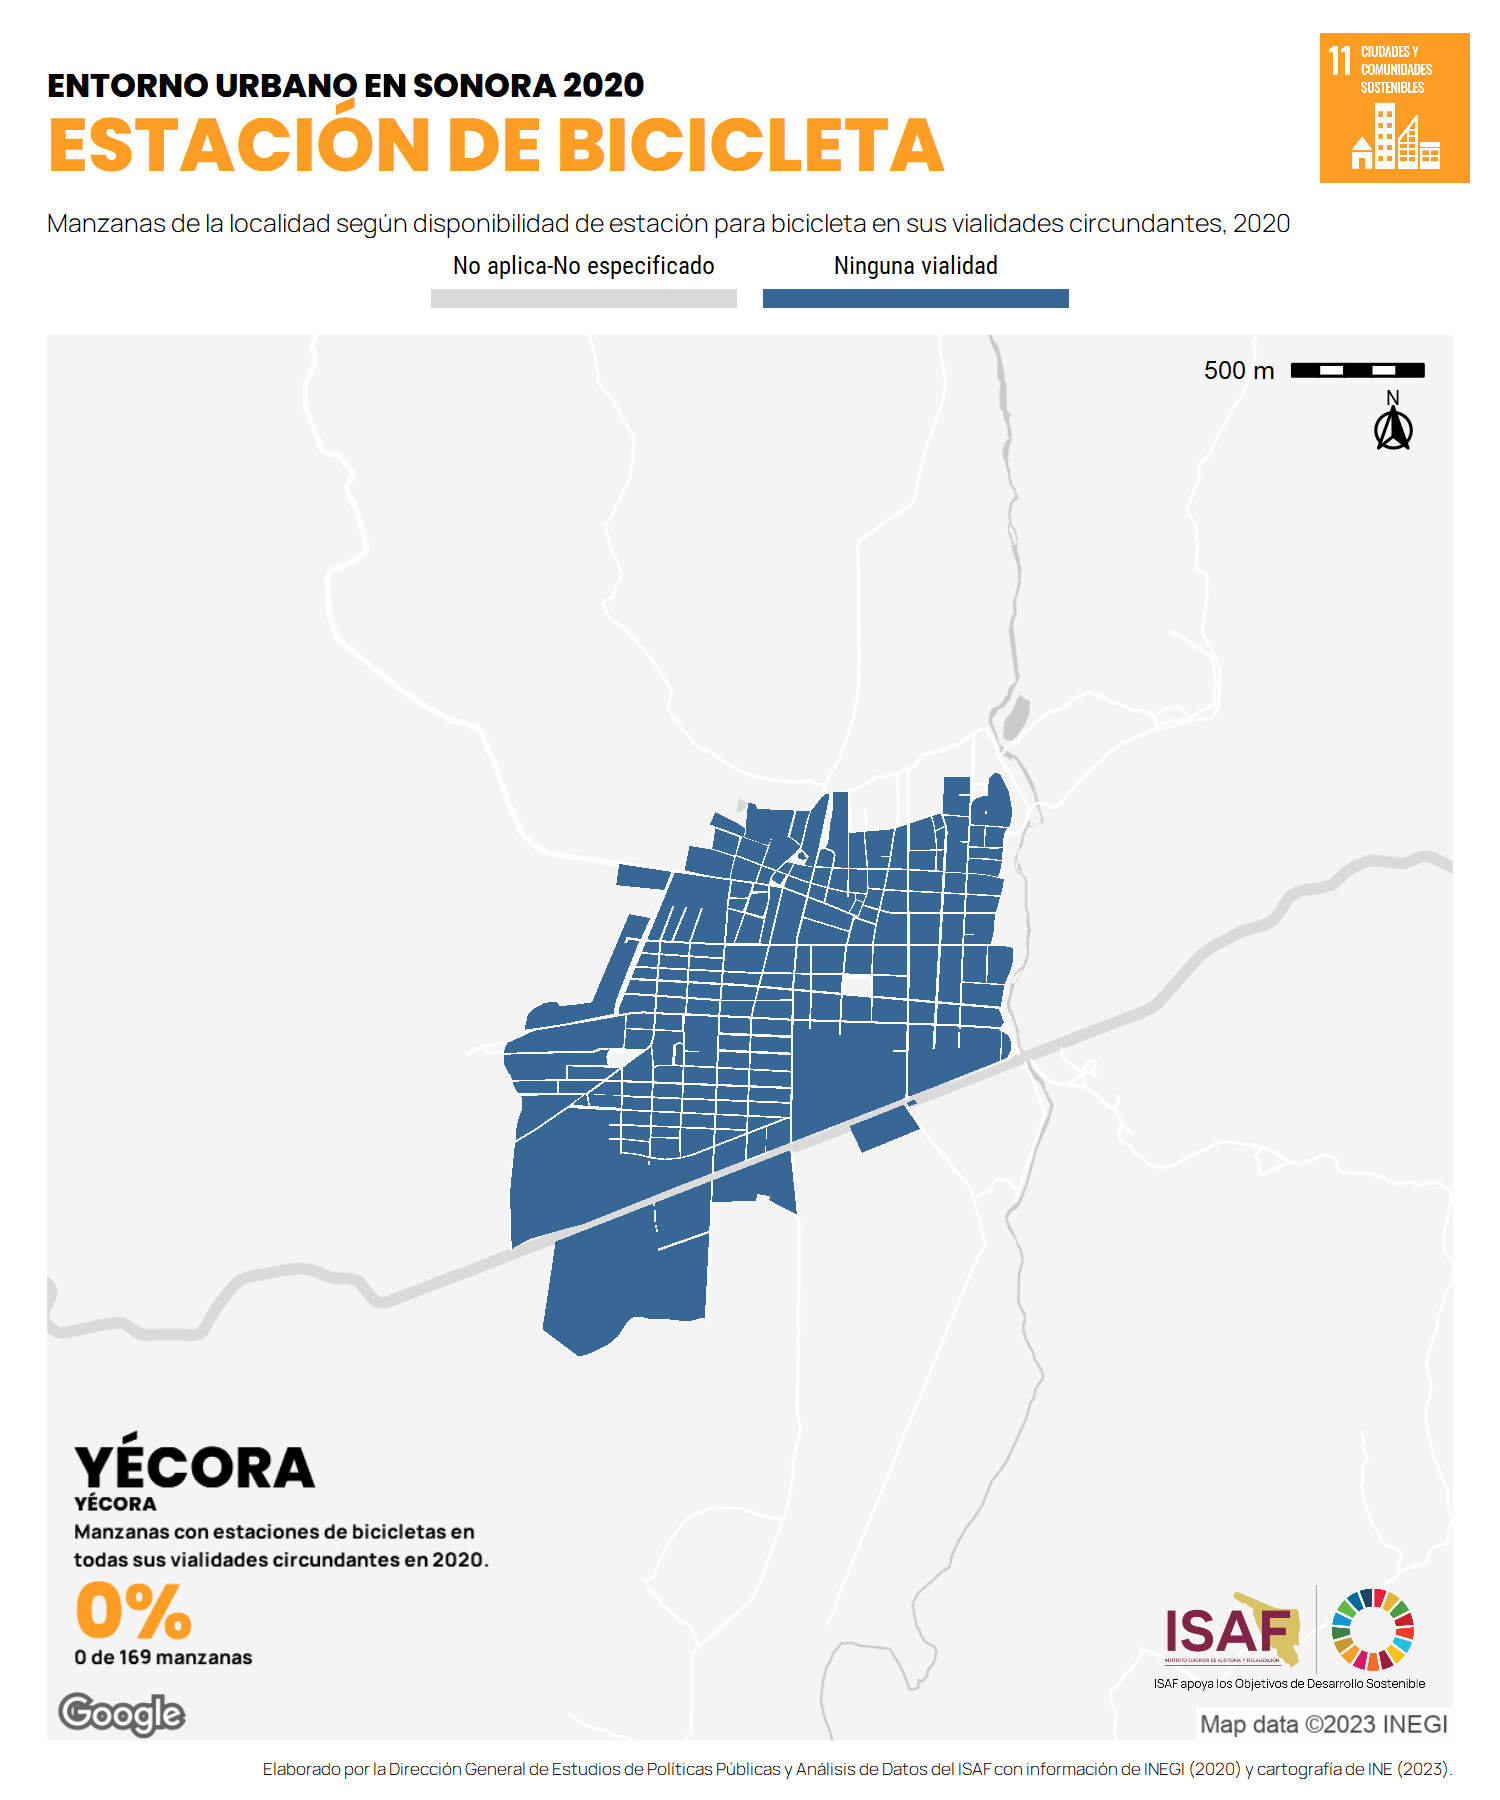 ENTORNO URBANO EN SONORA 2020
ESTACIÓN DE BICICLETA
11 CIUDADES Y
COMUNIDADES
SOSTENIBLES
Manzanas de la localidad según disponibilidad de estación para bicicleta en sus vialidades circundantes, 2020
No aplica-No especificado
Ninguna vialidad
500 m
N
YÉCORA
YÉCORA
Manzanas con estaciones de bicicletas en
todas sus vialidades circundantes en 2020.
0%
0 de 169 manzanas
ISAF
INSTITUTO SUPERIOR DE AUDITORÍA Y FISCALIZACIÓN
ISAF apoya los Objetivos de Desarrollo Sostenible
Google
Map data ©2023 INEGI
Elaborado por la Dirección General de Estudios de Políticas Públicas y Análisis de Datos del ISAF con información de INEGI (2020) y cartografía de INE (2023).